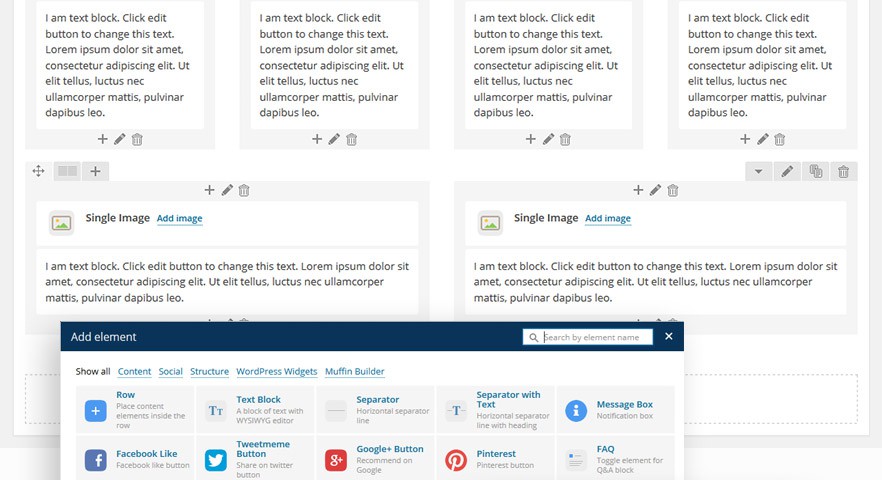 I am text block. Click edit
button to change this text.
Lorem ipsum dolor sit amet,
consectetur adipiscing elit. Ut
elit tellus, luctus nec
ullamcorper mattis, pulvinar
dapibus leo.
I am text block. Click edit
button to change this text.
Lorem ipsum dolor sit amet,
consectetur adipiscing elit. Ut
elit tellus, luctus nec
ullamcorper mattis, pulvinar
dapibus leo.
I am text block. Click edit
button to change this text.
Lorem ipsum dolor sit amet,
consectetur adipiscing elit. Ut
elit tellus, luctus nec
ullamcorper mattis, pulvinar
dapibus leo.
I am text block. Click edit
button to change this text.
Lorem ipsum dolor sit amet,
consectetur adipiscing elit. Ut
elit tellus, luctus nec
ullamcorper mattis, pulvinar
dapibus leo.
Single Image Add image
I am text block. Click edit button to change this text. Lorem ipsum dolor sit
amet, consectetur adipiscing elit. Ut elit tellus, luctus nec ullamcorper
mattis, pulvinar dapibus leo.
Single Image Add image
I am text block. Click edit button to change this text. Lorem ipsum dolor sit
amet, consectetur adipiscing elit. Ut elit tellus, luctus nec ullamcorper
mattis, pulvinar dapibus leo.
Add element
Search by element name
Show all Content Social Structure WordPress Widgets Muffin Builder
Row
Place content
elements inside the
row
Text Block
A block of text with
WYSIWYG editor
Separator
Horizontal separator
line
Separator with
Text
Horizontal separator
line with heading
Message Box
Notification box
Facebook Like
Facebook like button
Tweetmeme
Button
Share on twitter
button
Google+ Button
Recommend on
Google
Pinterest
Pinterest button
FAQ
Toggle element for
Q&A block